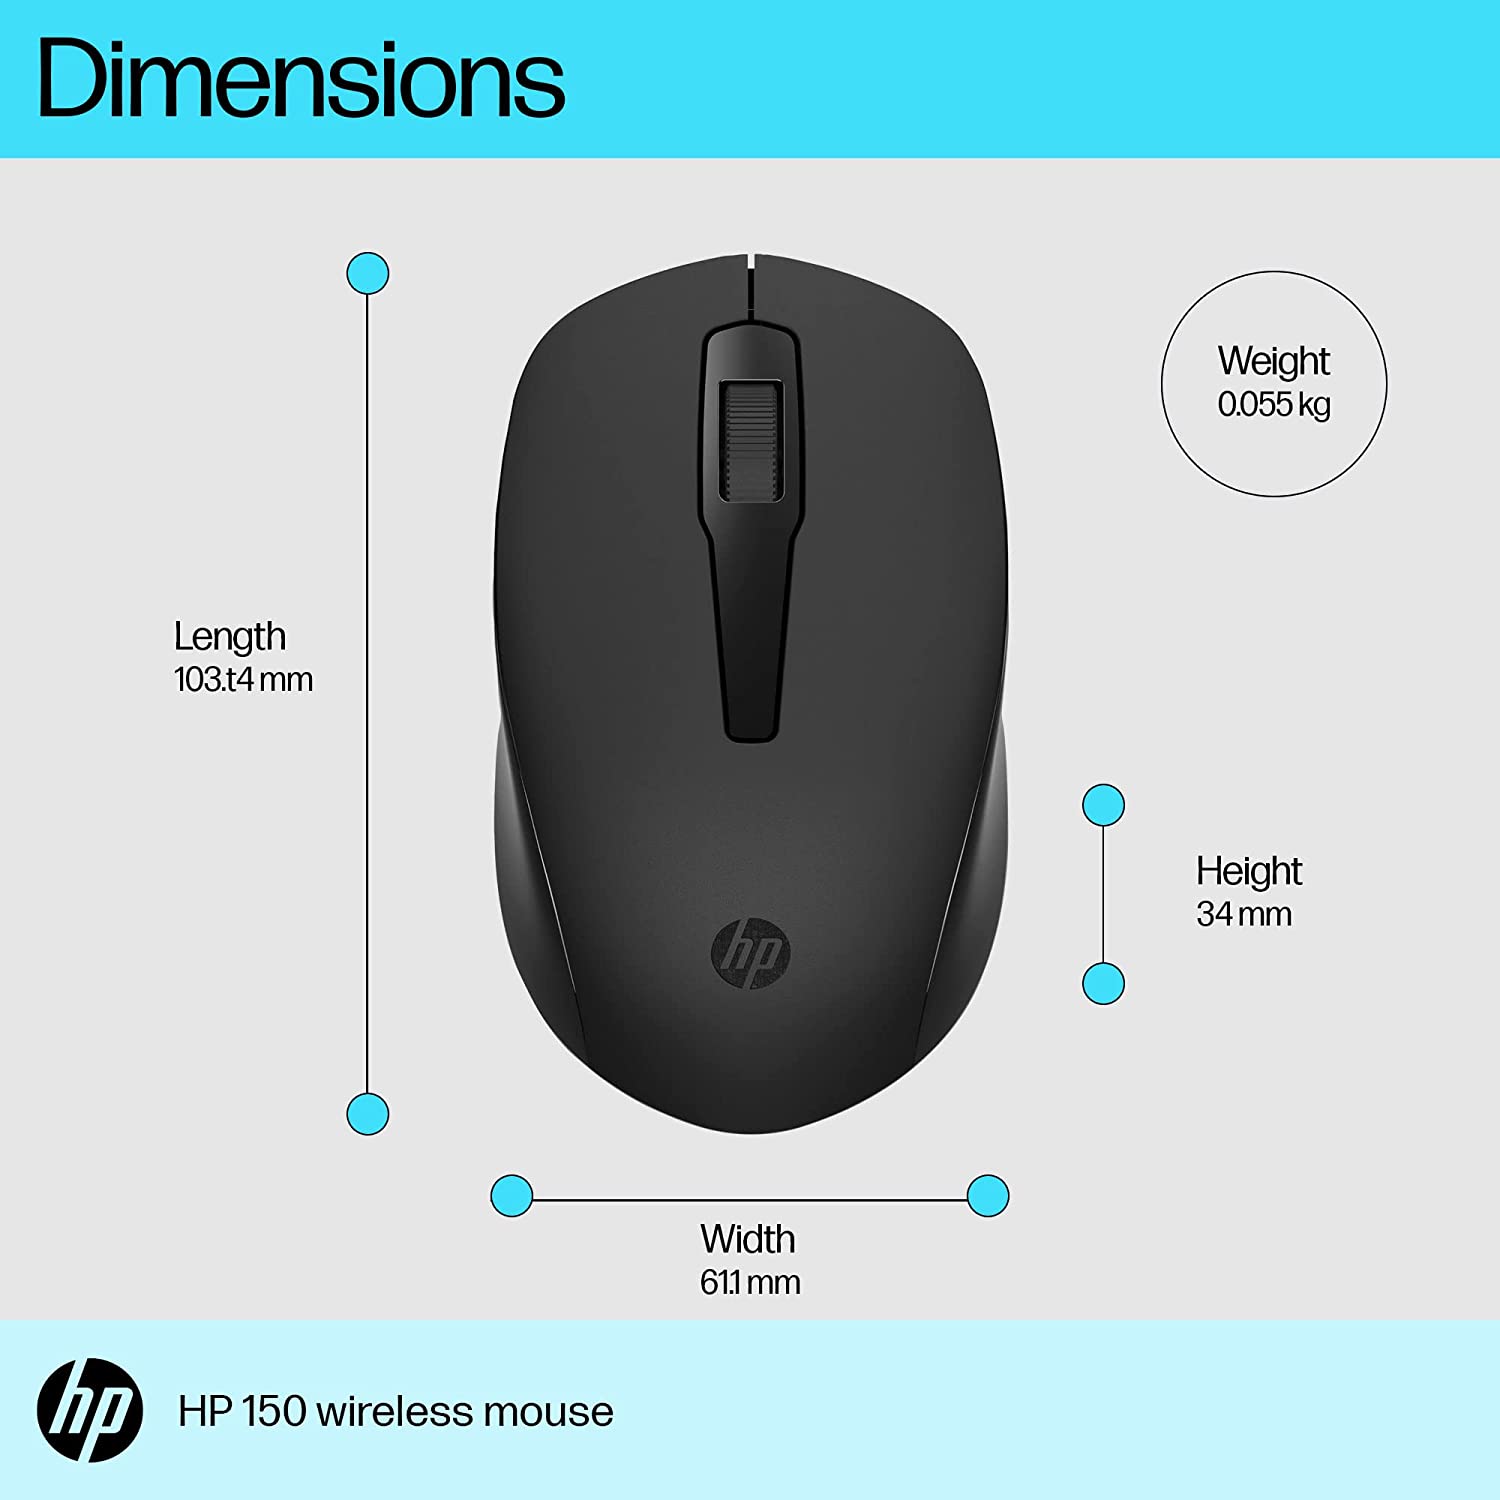 Dimensions
Weight
0.055 kg
Length
103.t4 mm
hp
Height
34 mm
Width
61.1 mm
hp
HP 150 wireless mouse